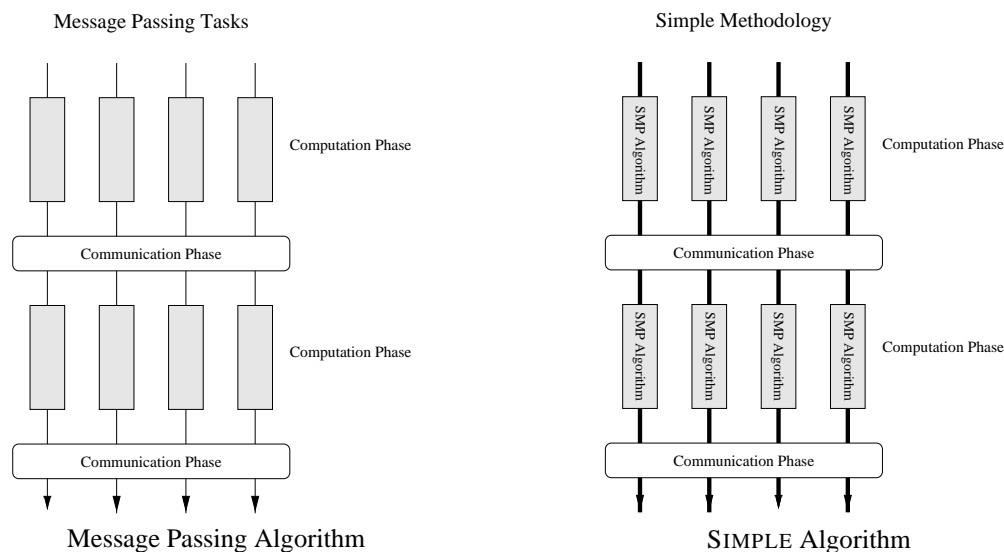 Message Passing Tasks
Computation Phase
Communication Phase
Computation Phase
Communication Phase
Message Passing Algorithm
Simple Methodology
SMP Algorithm
SMP Algorithm
SMP Algorithm
SMP Algorithm
Computation Phase
Communication Phase
SMP Algorithm
SMP Algorithm
SMP Algorithm
SMP Algorithm
Computation Phase
Communication Phase
SIMPLE Algorithm